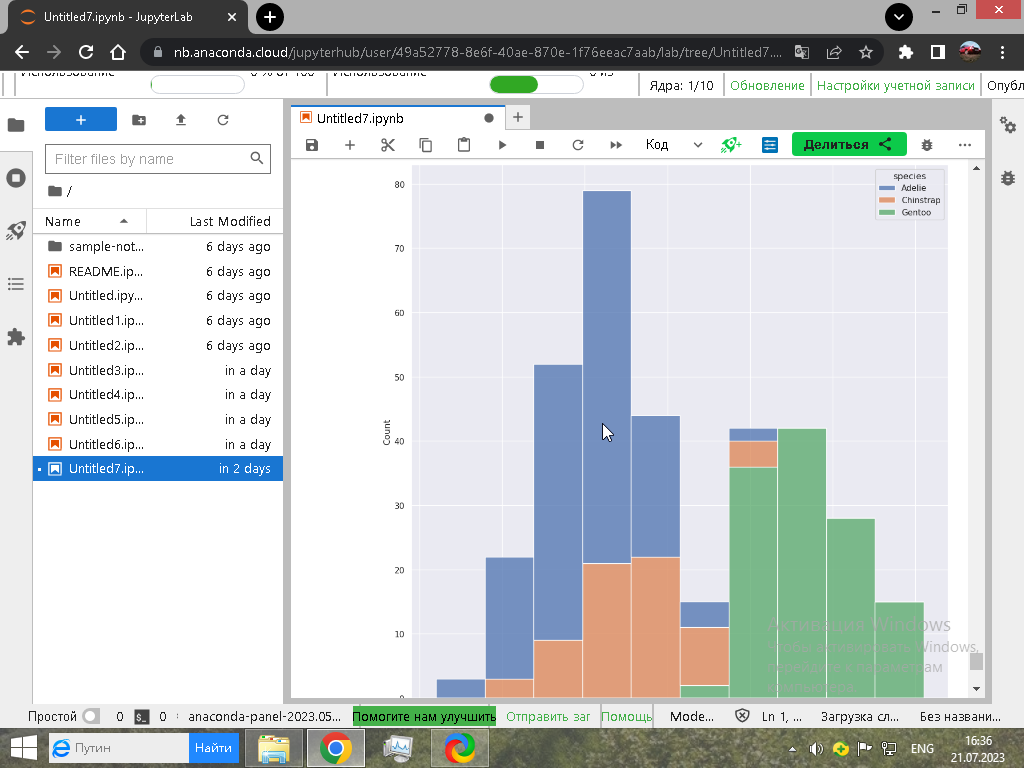 Untitled7.ipynb - JupyterLab
nb.anaconda.cloud/jupyterhub/user/49a52778-8e6f-40ae-870e-1f76eeac7aab/lab/tree/Untitled7....
Использование 0 % от 100 Использование
Ядра: 1/10 Обновление Настройки учетной записи Опубл
Untitled7.ipynb
Filter files by name
Код
Делиться
/
Name Last Modified
sample-not... 6 days ago
README.ip... 6 days ago
Untitled.ipy... 6 days ago
Untitled1.ip... 6 days ago
Untitled2.ip... 6 days ago
Untitled3.ip... in a day
Untitled4.ip... in a day
Untitled5.ip... in a day
Untitled6.ip... in a day
Untitled7.ip... in 2 days
species
Adelie
Chinstrap
Gentoo
80
70
60
50
40
30
20
10
0
Count
Активация Windows
Чтобы активировать Windows,
перейдите к параметрам
компьютера.
Простой 0 $_ 0 anaconda-panel-2023.05... Помогите нам улучшить Отправить заг Помощь Mode... Ln 1, ... Загрузка сл... Без названи...
Путин Найти
ENG
16:36
21.07.2023